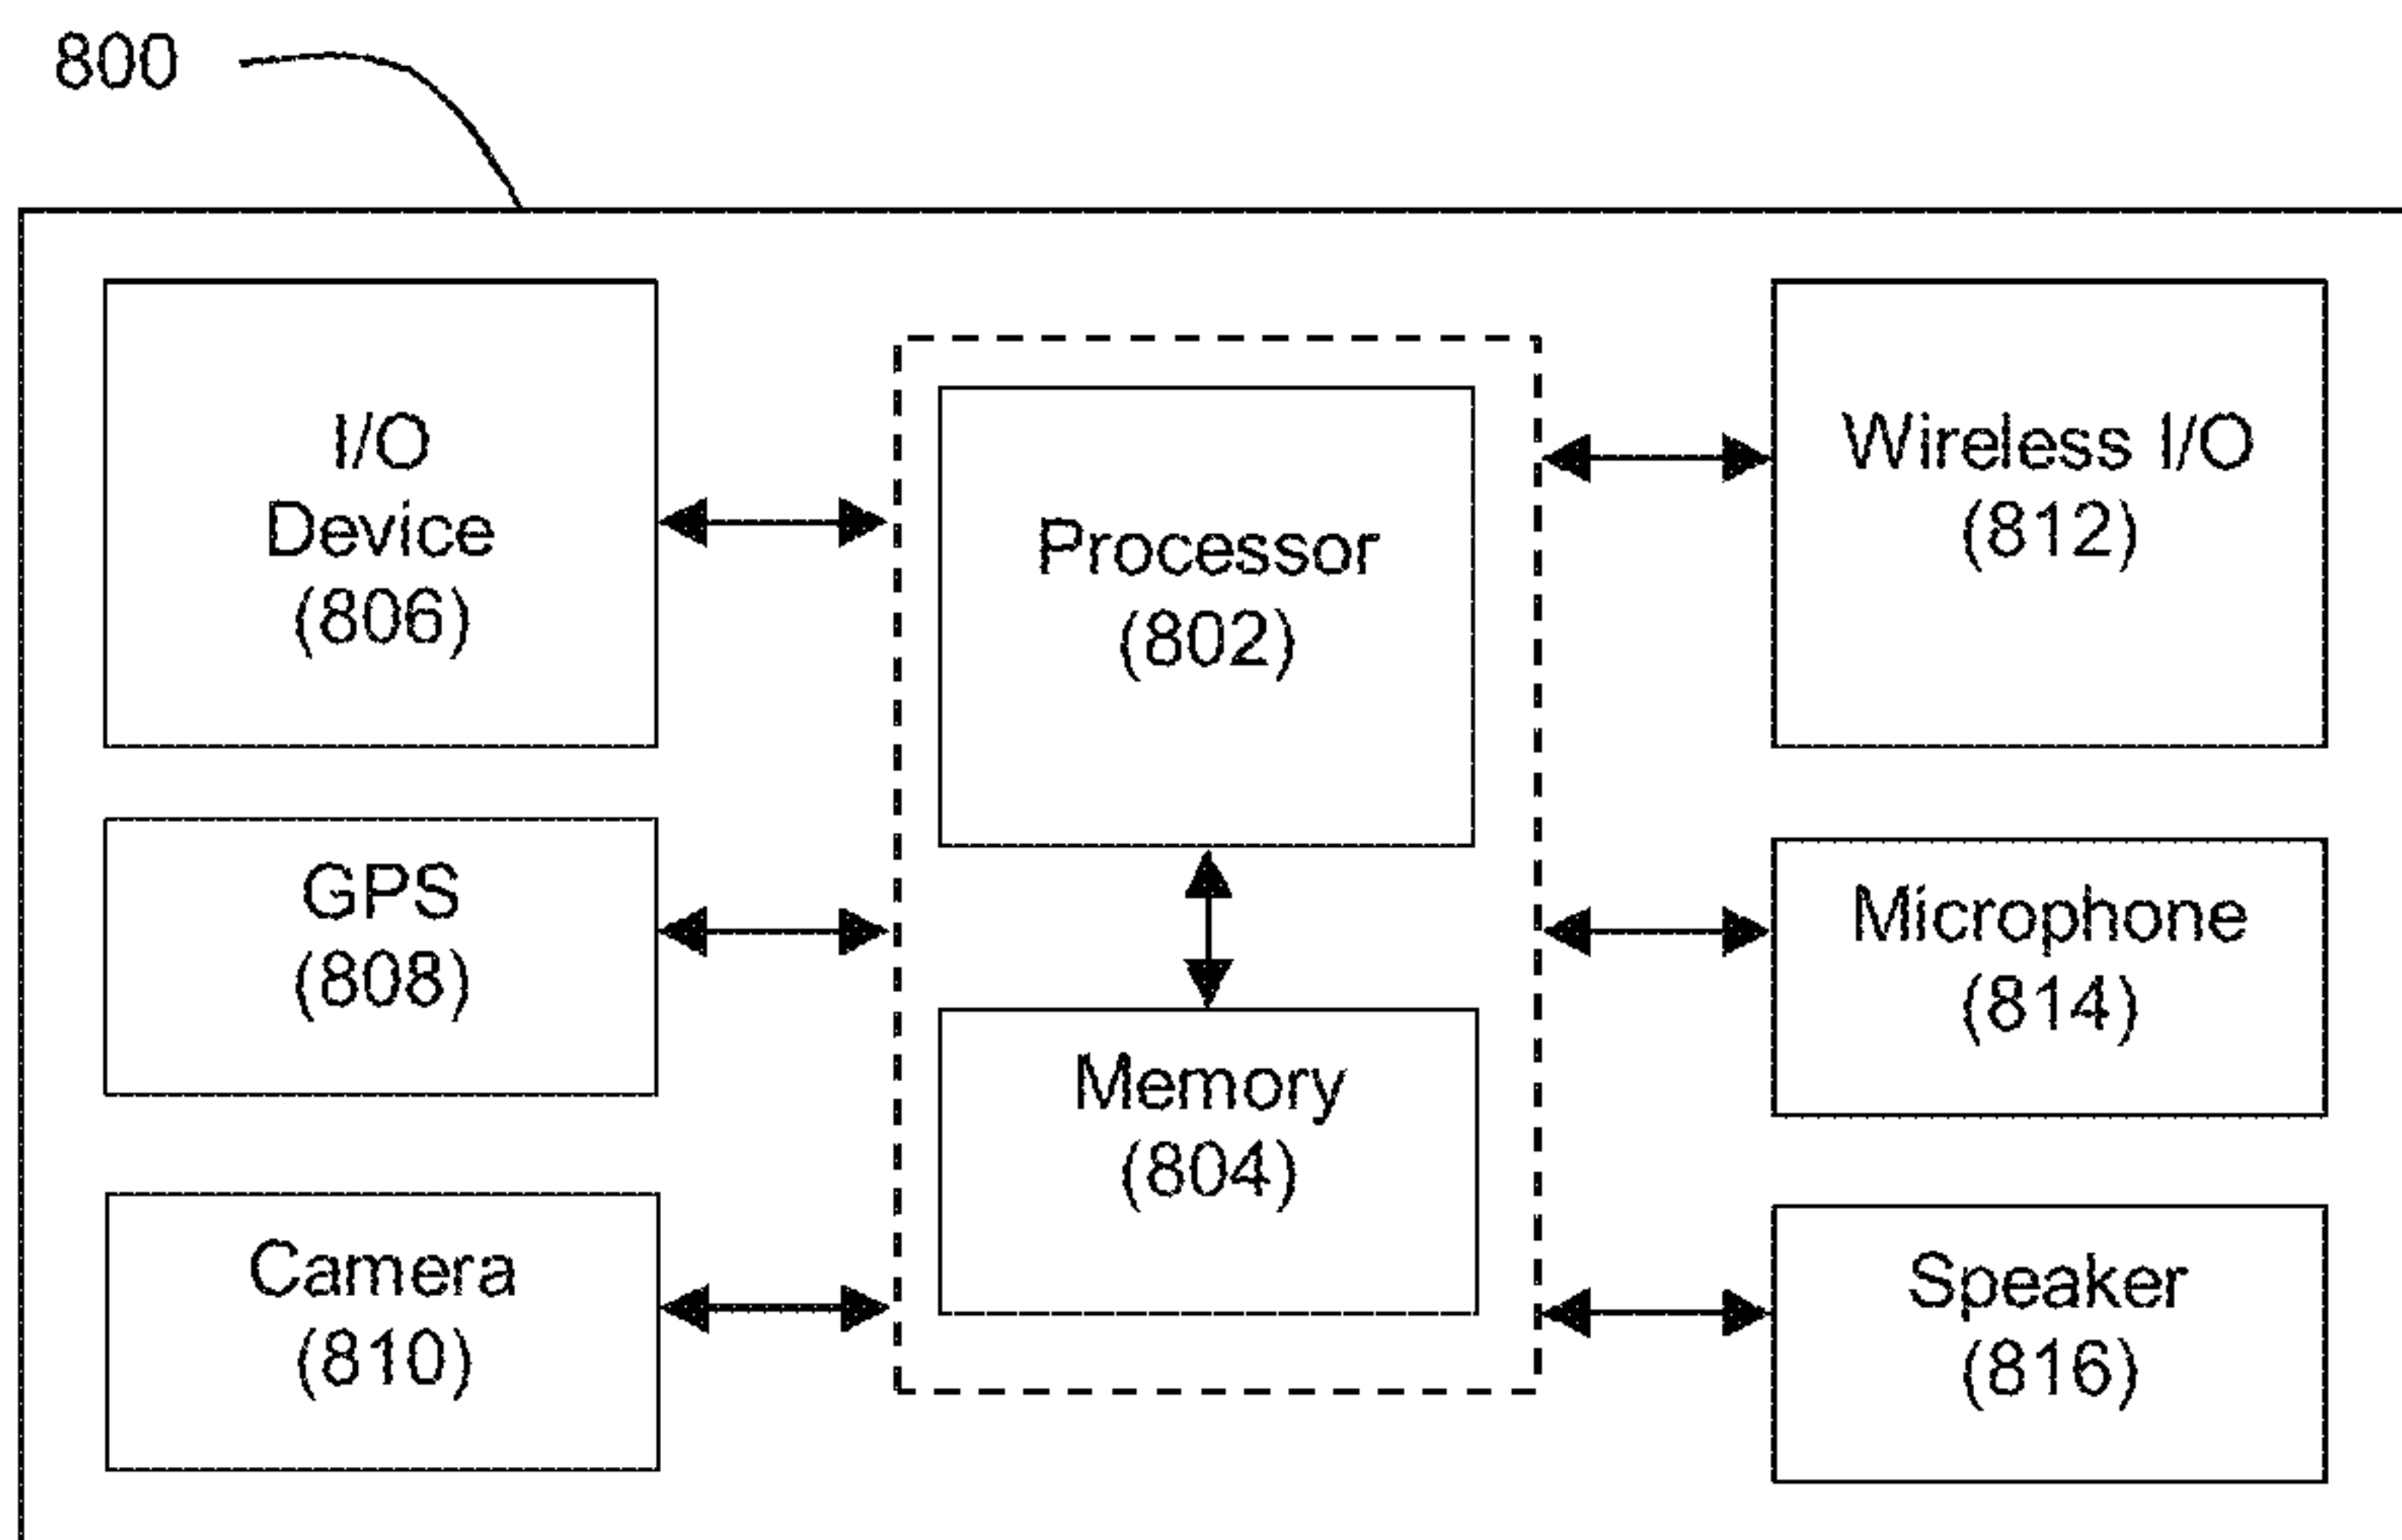 800
I/O
Device
(806)
Processor
(802)
Wireless I/O
(812)
GPS
(808)
Microphone
(814)
Memory
(804)
Camera
(810)
Speaker
(816)